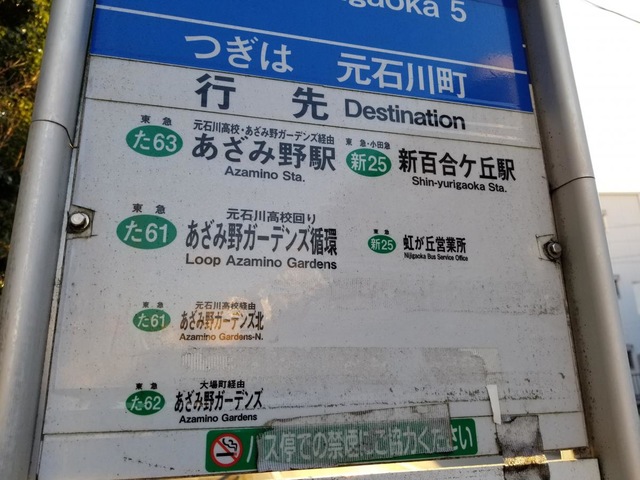 gaoka 5
つぎは 元石川町
行先 Destination
東急
た63
元石川高校・あざみ野ガーデンズ経由
あざみ野駅
Azamino Sta.
東急・小田急
新25
新百合ケ丘駅
Shin-yurigaoka Sta.
東急
た61
元石川高校回り
あざみ野ガーデンズ循環
Loop Azamino Gardens
東急
新25
虹が丘営業所
Nijigaoka Bus Service Office
東急
た61
元石川高校経由
あざみ野ガーデンズ北
Azamino Gardens-N.
東急
た62
大場町経由
あざみ野ガーデンズ
Azamino Gardens
バス停での禁煙にご協力ください